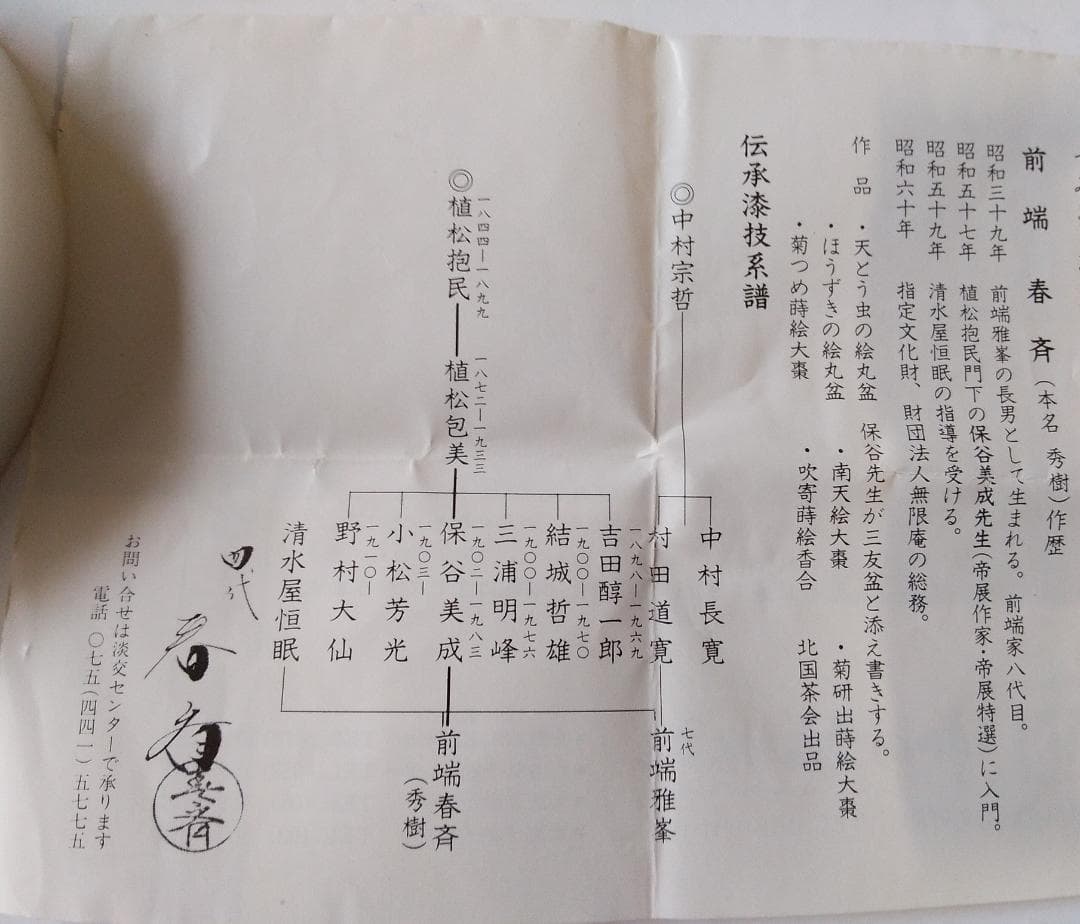 前端春斉（本名 秀樹）作歴
昭和三十九年 前端雅峯の長男として生まれる。前端家八代目。
昭和五十七年 植松抱民門下の保谷美成先生（帝展作家・帝展特選）に入門。
昭和五十九年 清水屋恒眠の指導を受ける。
昭和六十年 指定文化財、財団法人無限庵の総務。
作品 ・天とう虫の絵丸盆 保谷先生が三友盆と添え書きする。
・ほうずきの絵丸盆 ・南天絵大棗 ・菊研出蒔絵大棗
・菊つめ蒔絵大棗 ・吹寄蒔絵香合 北国茶会出品
伝承漆技系譜
◎中村宗哲
中村長寛
村田道寛
一八九八―一九六九
七代
前端雅峯
◎植松抱民
一八四四―一八九九
植松包美
一八七二―一九三三
吉田醇一郎
一九〇〇―一九七〇
結城哲雄
三浦明峰
一九〇〇―一九七六
保谷美成
一九〇二―一九八三
小松芳光
一九〇三―
野村大仙
一九一〇―
清水屋恒眠
前端春斉
（秀樹）
春斉
お問い合せは淡交センターで承ります
電話 〇七五（四四一）五七七五